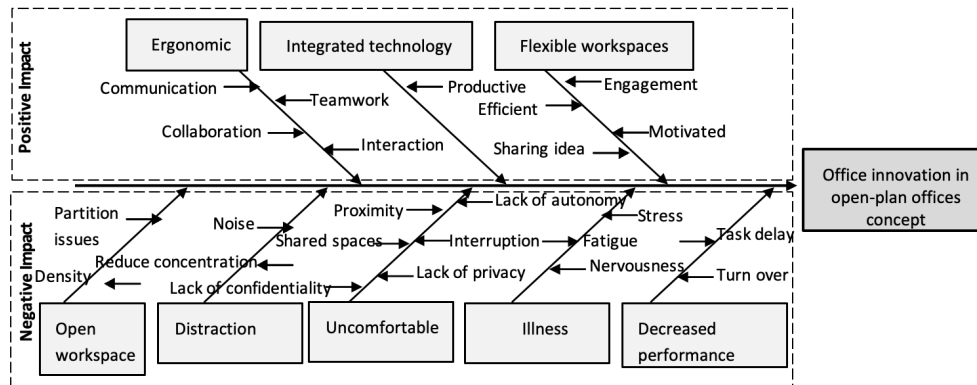 Positive Impact
Ergonomic
Integrated technology
Flexible workspaces
Communication
Teamwork
Collaboration
Interaction
Productive
Efficient
Engagement
Motivated
Sharing idea
Office innovation in
open-plan offices
concept
Negative Impact
Partition
issues
Density
Noise
Reduce concentration
Proximity
Shared spaces
Lack of confidentiality
Lack of autonomy
Interruption
Lack of privacy
Stress
Fatigue
Nervousness
Task delay
Turn over
Open
workspace
Distraction
Uncomfortable
Illness
Decreased
performance